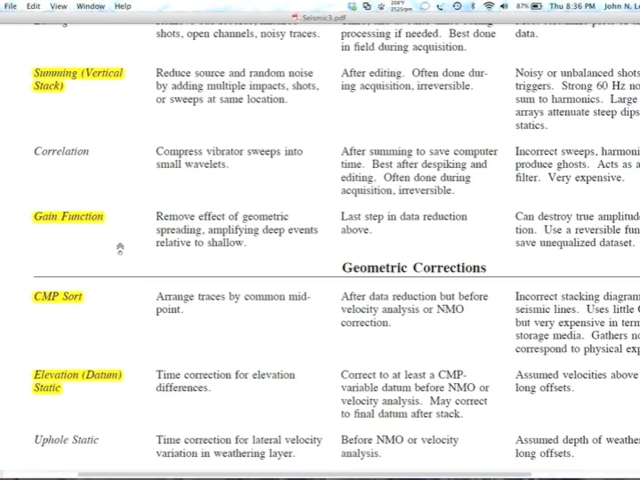 File Edit View Window Help 208°F 2525rpm 87% Thu 8:36 PM John N. L
Seismic3.pdf
shots, open channels, noisy traces. processing if needed. Best done data.
in field during acquisition.
Summing (Vertical Reduce source and random noise After editing. Often done dur- Noisy or unbalanced shots
Stack) by adding multiple impacts, shots, ing acquisition, irreversible. triggers. Strong 60 Hz no
or sweeps at same location. sum to harmonics. Large
arrays attenuate steep dips
statics.
Correlation Compress vibrator sweeps into After summing to save computer Incorrect sweeps, harmoni
small wavelets. time. Best after despiking and produce ghosts. Acts as a
editing. Often done during filter. Very expensive.
acquisition, irreversible.
Gain Function Remove effect of geometric Last step in data reduction Can destroy true amplitud
spreading, amplifying deep events above. tion. Use a reversible fun
relative to shallow. save unequalized dataset.
Geometric Corrections
CMP Sort Arrange traces by common mid- After data reduction but before Incorrect stacking diagram
point. velocity analysis or NMO seismic lines. Uses little C
correction. but very expensive in term
storage media. Gathers no
correspond to physical exp
Elevation (Datum) Time correction for elevation Correct to at least a CMP- Assumed velocities above
Static differences. variable datum before NMO or long offsets.
velocity analysis. May correct
to final datum after stack.
Uphole Static Time correction for lateral velocity Before NMO or velocity Assumed depth of weathe
variation in weathering layer. analysis. long offsets.